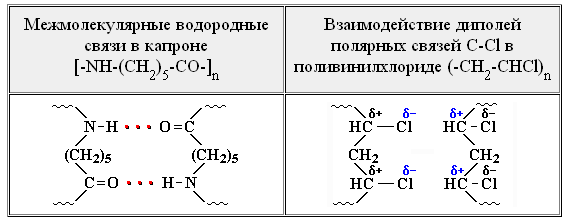 Межмолекулярные водородные
связи в капроне
[-NH-(CH2)5-CO-]n
Взаимодействие диполей
полярных связей C-Cl в
поливинилхлориде (-CH2-CHCl)n
N-H ••• O=C
(CH2)5 (CH2)5
C=O ••• H-N
δ+ δ− δ+ δ−
HC—Cl HC-Cl
CH2 CH2
δ+ δ− δ+ δ−
HC—Cl HC-Cl